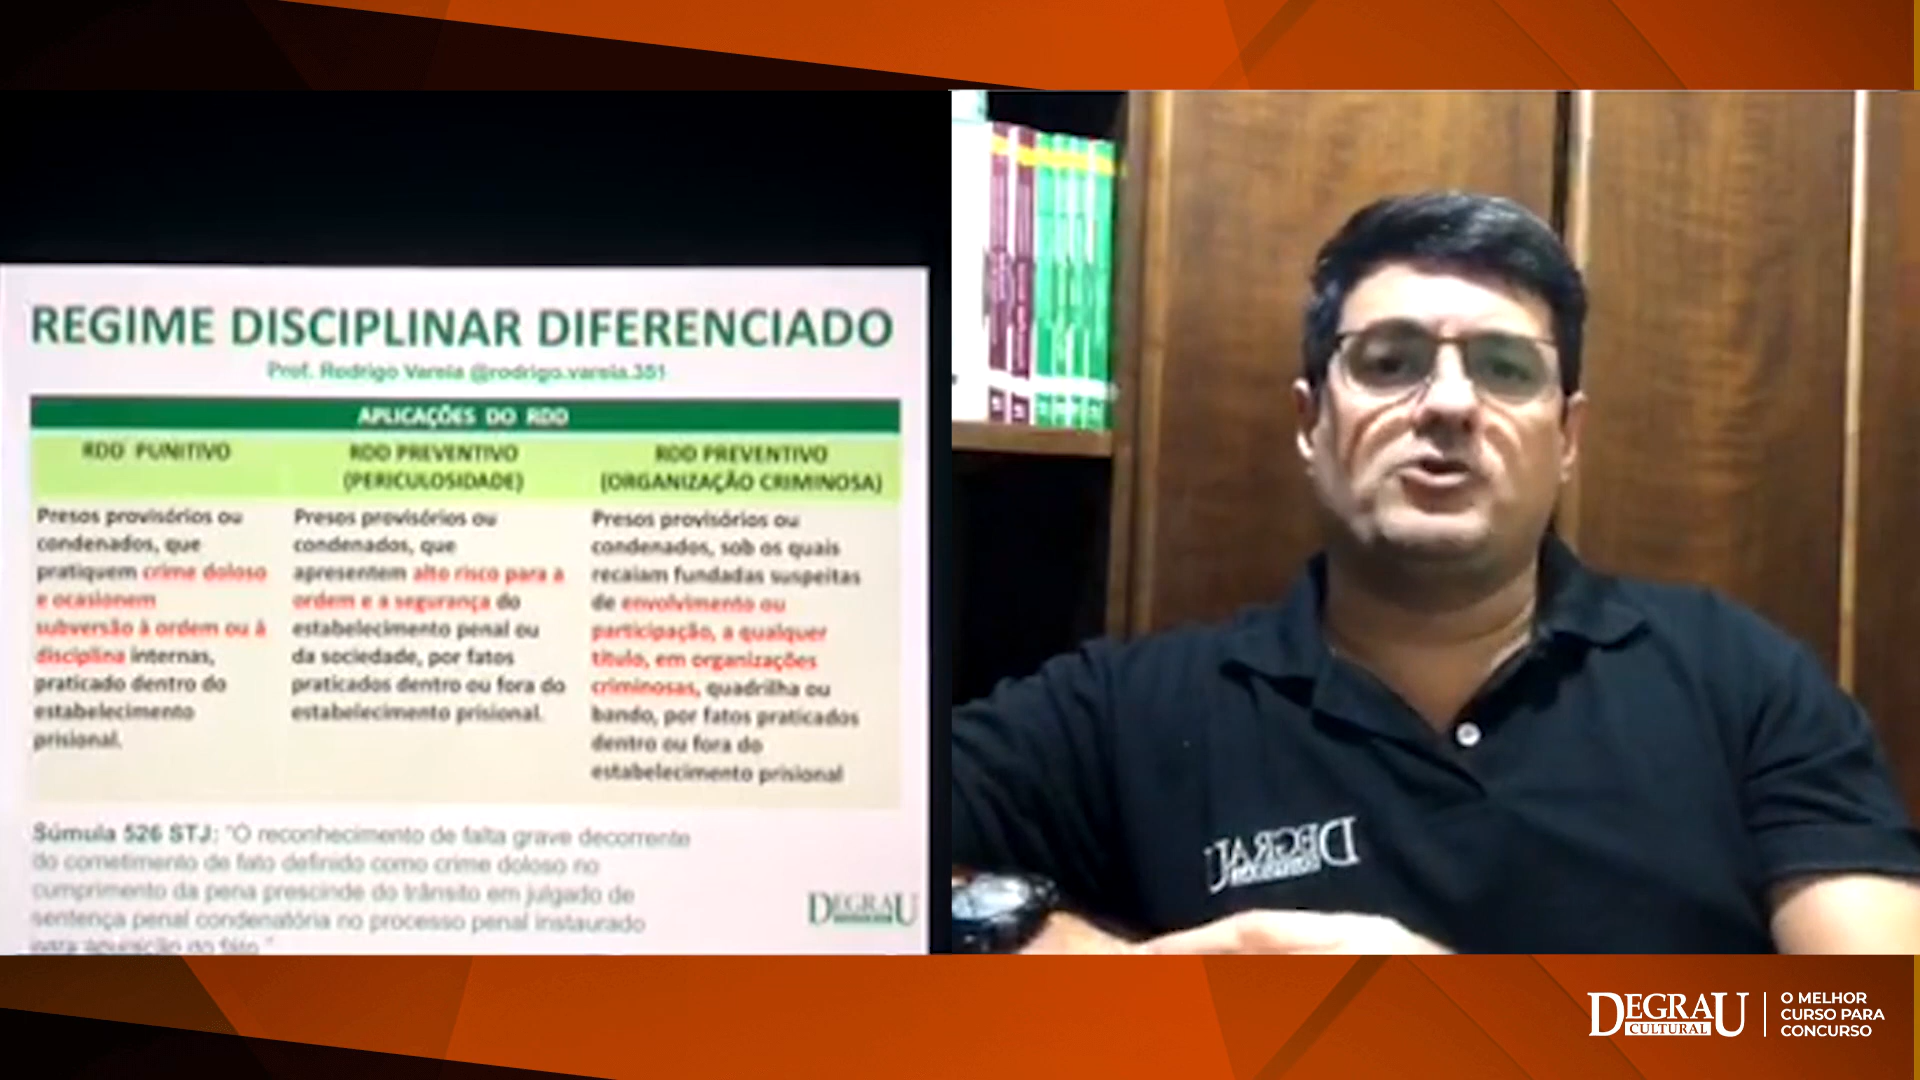 REGIME DISCIPLINAR DIFERENCIADO
Prof. Rodrigo Varela @rodrigo.varela.351
APLICAÇÕES DO RDD
RDD PUNITIVO
Presos provisórios ou
condenados, que
pratiquem crime doloso
e ocasionem
subversão à ordem ou à
disciplina internas,
praticado dentro do
estabelecimento
prisional.
RDD PREVENTIVO
(PERICULOSIDADE)
Presos provisórios ou
condenados, que
apresentem alto risco para a
ordem e a segurança do
estabelecimento penal ou
da sociedade, por fatos
praticados dentro ou fora do
estabelecimento prisional.
RDD PREVENTIVO
(ORGANIZAÇÃO CRIMINOSA)
Presos provisórios ou
condenados, sob os quais
recaiam fundadas suspeitas
de envolvimento ou
participação, a qualquer
título, em organizações
criminosas, quadrilha ou
bando, por fatos praticados
dentro ou fora do
estabelecimento prisional
Súmula 526 STJ: "O reconhecimento de falta grave decorrente
do cometimento de fato definido como crime doloso no
cumprimento da pena prescinde do trânsito em julgado de
sentença penal condenatória no processo penal instaurado
para apuração do fato."
DEGRAU
DEGRAU
DEGRAU
CULTURAL
O MELHOR
CURSO PARA
CONCURSO